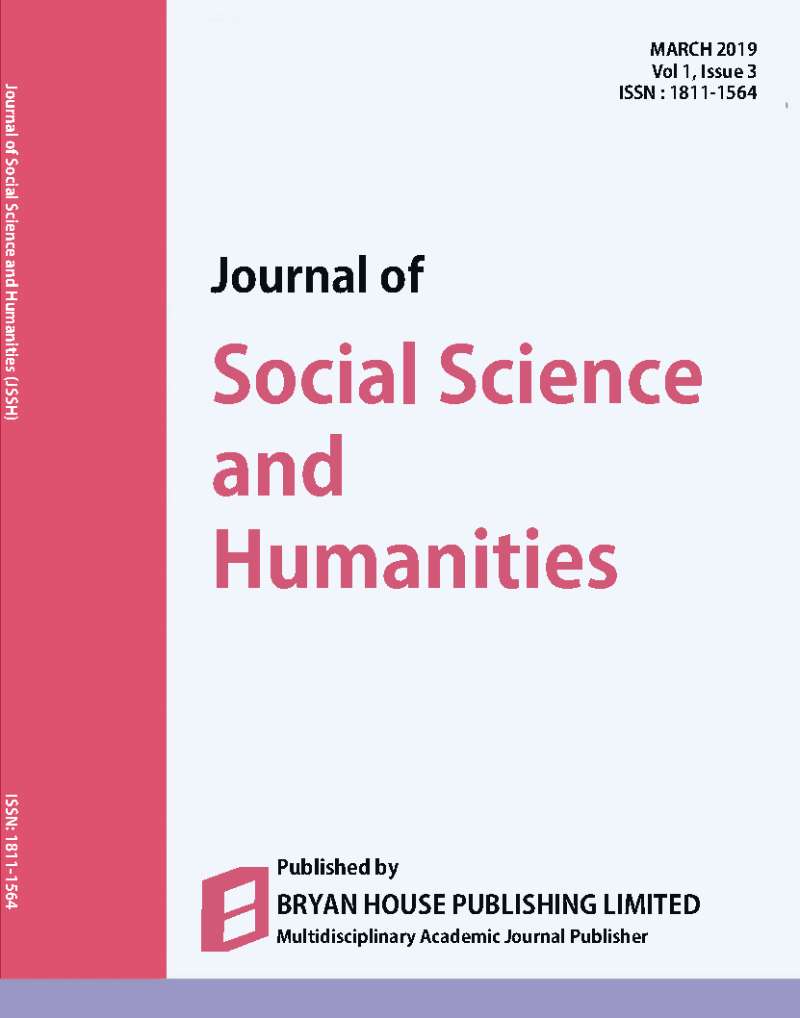 MARCH 2019
Vol 1, Issue 3
ISSN : 1811-1564
Journal of Social Science and Humanities (JSSH)
Journal of
Social Science
and
Humanities
ISSN: 1811-1564
Published by
BRYAN HOUSE PUBLISHING LIMITED
Multidisciplinary Academic Journal Publisher